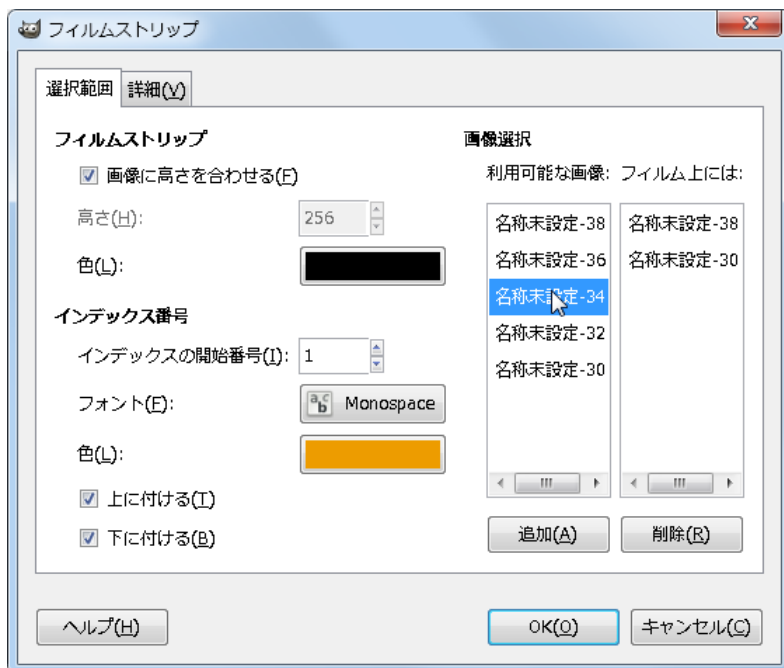 フィルムストリップ
選択範囲
詳細(V)
フィルムストリップ
画像に高さを合わせる(F)
高さ(H):
256
色(L):
インデックス番号
インデックスの開始番号(I):
1
フォント(F):
Monospace
色(L):
上に付ける(T)
下に付ける(B)
画像選択
利用可能な画像:
名称未設定-38
名称未設定-36
名称未設定-34
名称未設定-32
名称未設定-30
追加(A)
フィルム上には:
名称未設定-38
名称未設定-30
削除(R)
ヘルプ(H)
OK(O)
キャンセル(C)